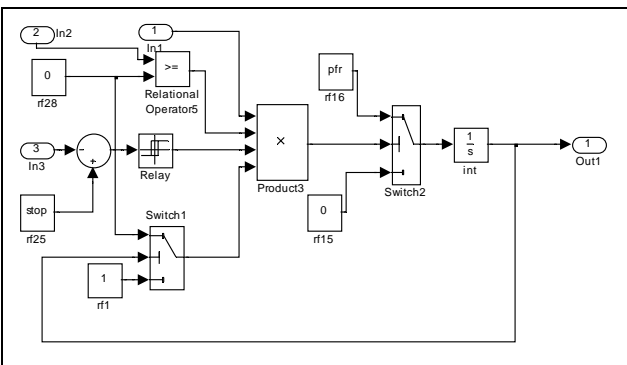 2
In2
1
In1
0
rf28
>=
Relational
Operator5
3
In3
-
+
Relay
stop
rf25
×
Product3
Switch1
1
rf1
pfr
rf16
0
rf15
Switch2
1
s
int
1
Out1